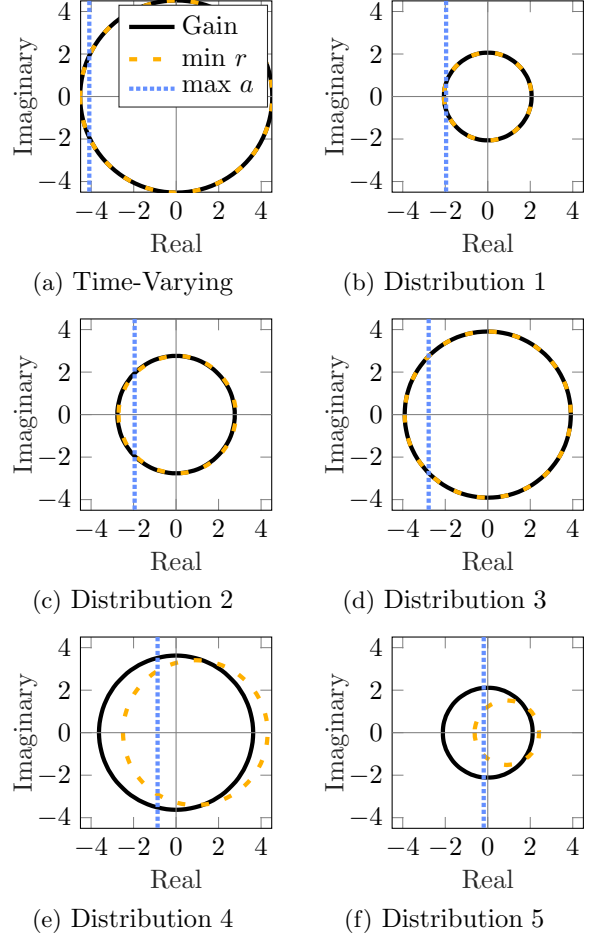 4
2
0
−2
−4
−4 −2 0 2 4
Imaginary
Real
Gain
min r
max a
(a) Time-Varying
4
2
0
−2
−4
−4 −2 0 2 4
Imaginary
Real
(b) Distribution 1
4
2
0
−2
−4
−4 −2 0 2 4
Imaginary
Real
(c) Distribution 2
4
2
0
−2
−4
−4 −2 0 2 4
Imaginary
Real
(d) Distribution 3
4
2
0
−2
−4
−4 −2 0 2 4
Imaginary
Real
(e) Distribution 4
4
2
0
−2
−4
−4 −2 0 2 4
Imaginary
Real
(f) Distribution 5